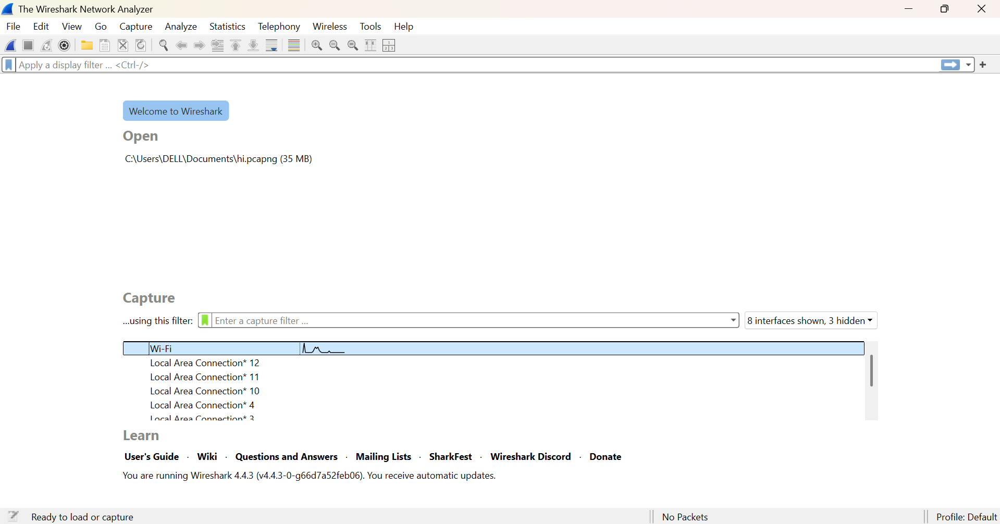 The Wireshark Network Analyzer
File Edit View Go Capture Analyze Statistics Telephony Wireless Tools Help
Apply a display filter ... <Ctrl-/>
Welcome to Wireshark
Open
C:\Users\DELL\Documents\hi.pcapng (35 MB)
Capture
...using this filter: Enter a capture filter ... 8 interfaces shown, 3 hidden
Wi-Fi
Local Area Connection* 12
Local Area Connection* 11
Local Area Connection* 10
Local Area Connection* 4
Local Area Connection* 3
Learn
User's Guide · Wiki · Questions and Answers · Mailing Lists · SharkFest · Wireshark Discord · Donate
You are running Wireshark 4.4.3 (v4.4.3-0-g66d7a52feb06). You receive automatic updates.
Ready to load or capture No Packets Profile: Default